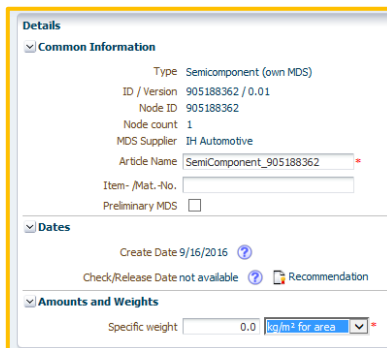 Details
Common Information
Type Semicomponent (own MDS)
ID / Version 905188362 / 0.01
Node ID 905188362
Node count 1
MDS Supplier IH Automotive
Article Name SemiComponent_905188362 *
Item- /Mat.-No.
Preliminary MDS
Dates
Create Date 9/16/2016 ?
Check/Release Date not available ? Recommendation
Amounts and Weights
Specific weight 0.0 kg/m² for area *